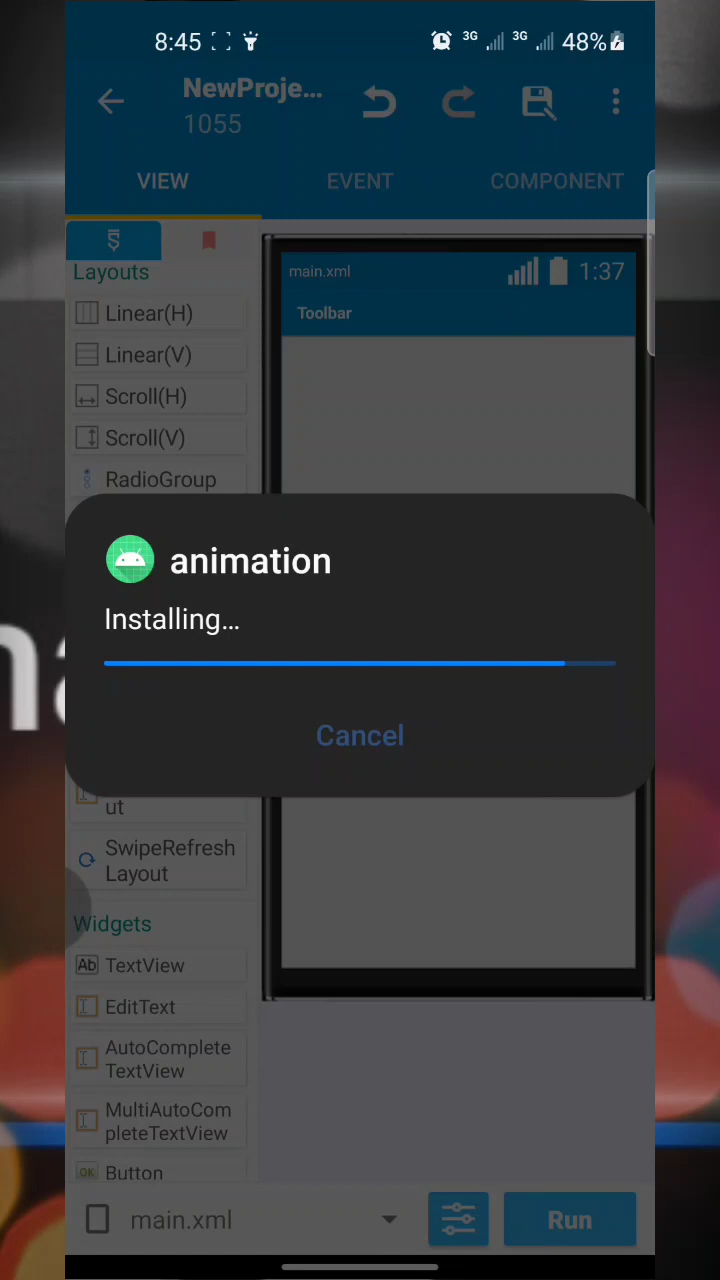 8:45
3G
3G
48%
NewProje...
1055
VIEW
EVENT
COMPONENT
Layouts
Linear(H)
Linear(V)
Scroll(H)
Scroll(V)
RadioGroup
main.xml
1:37
Toolbar
animation
Installing...
Cancel
ut
SwipeRefresh
Layout
Widgets
Ab
TextView
EditText
AutoComplete
TextView
MultiAutoCom
pleteTextView
OK
Button
main.xml
Run